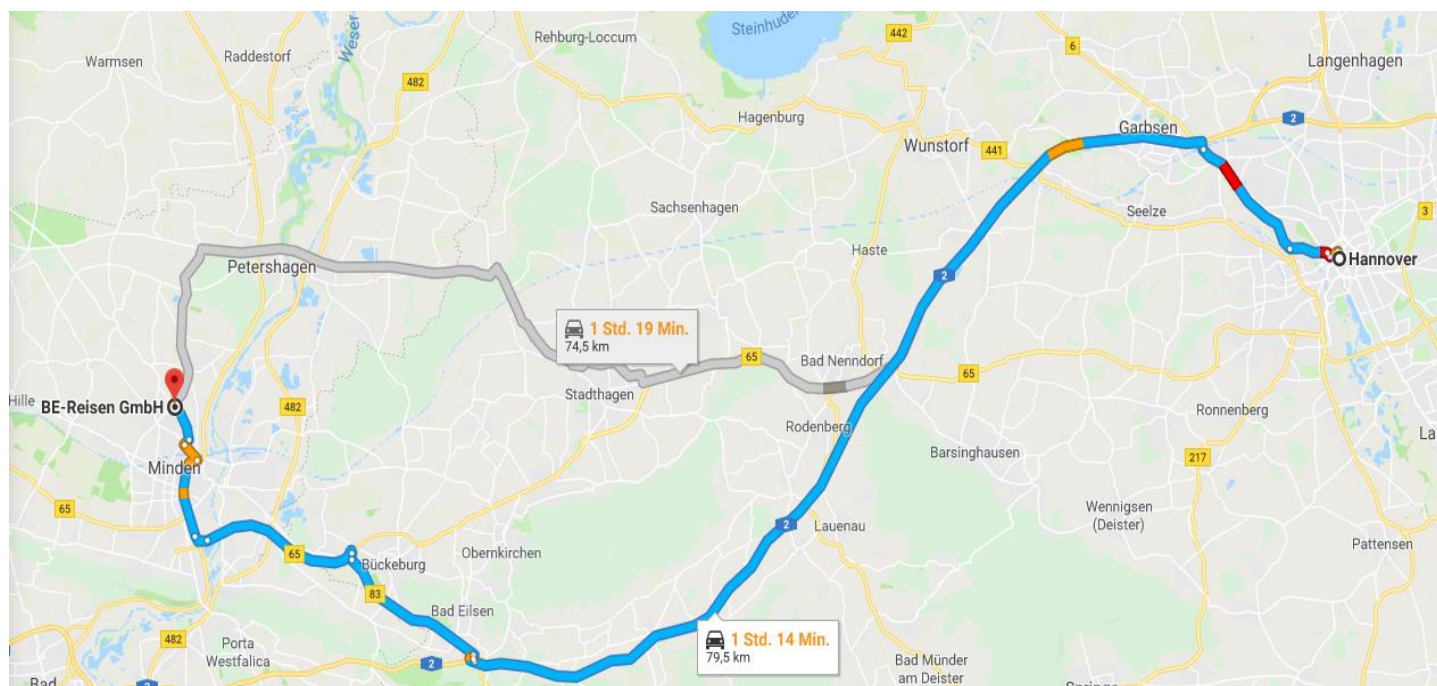 Steinhuder
442
6
Rehburg-Loccum
Weser
Raddestorf
Warmsen
Langenhagen
482
Hagenburg
Garbsen
2
Wunstorf
441
Sachsenhagen
Seelze
3
Haste
Petershagen
Hannover
2
1 Std. 19 Min.
74,5 km
65
Bad Nenndorf
65
Hille
BE-Reisen GmbH
482
Stadthagen
Ronnenberg
Rodenberg
La
Barsinghausen
Minden
217
65
Wennigsen
(Deister)
Lauenau
2
Pattensen
65
Obernkirchen
Bückeburg
83
Bad Eilsen
482
Porta
Westfalica
2
1 Std. 14 Min.
79,5 km
Bad Münder
am Deister
Bad
2